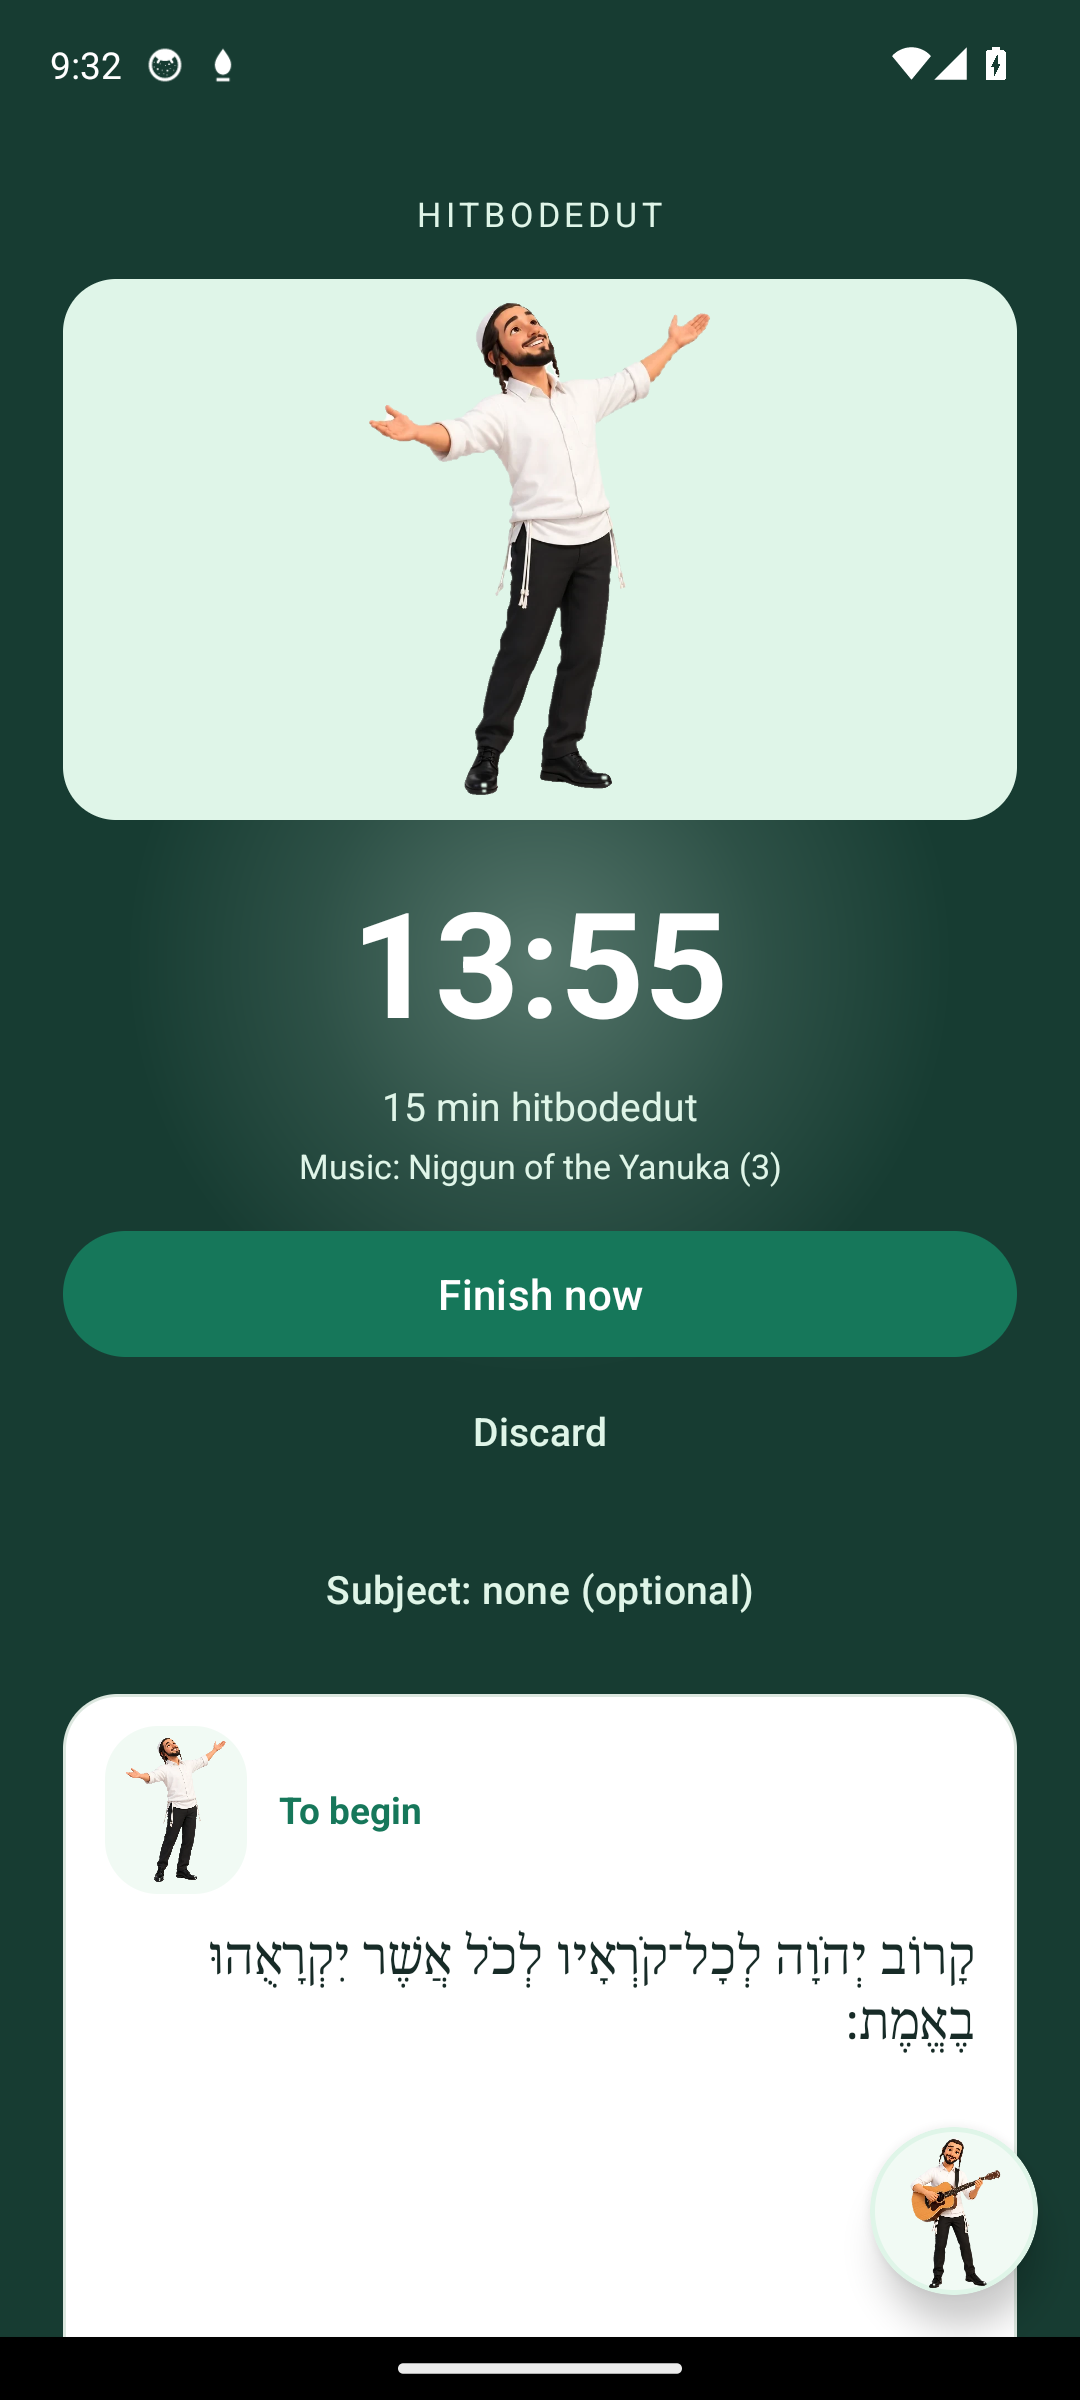 9:32
HITBODEDUT
13:55
15 min hitbodedut
Music: Niggun of the Yanuka (3)
Finish now
Discard
Subject: none (optional)
To begin
קָרוֹב יְהֹוָה לְכָל־קֹרְאָיו לְכֹל אֲשֶׁר יִקְרָאֻהוּ
בֶאֱמֶת: